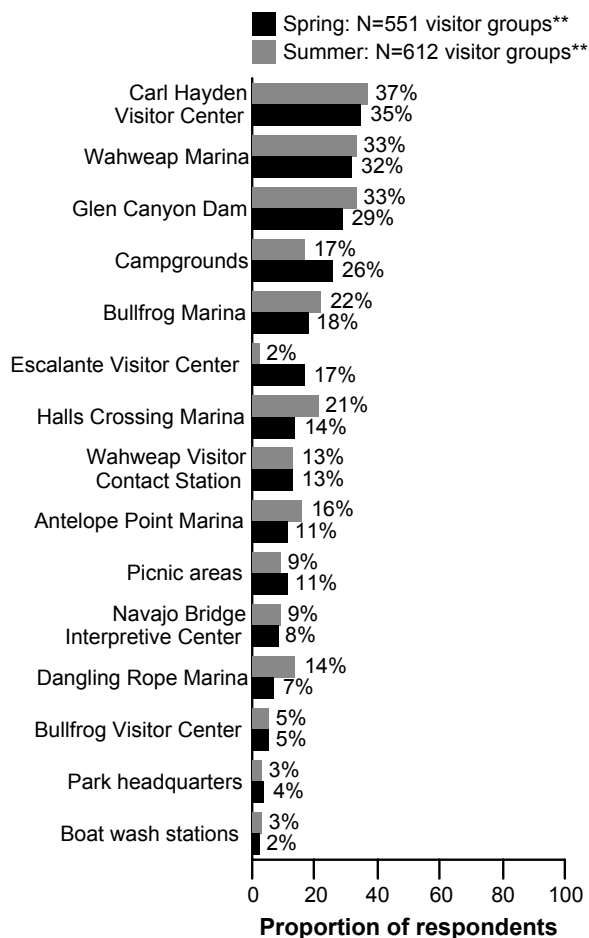 Spring: N=551 visitor groups**
Summer: N=612 visitor groups**
Carl Hayden
Visitor Center
37%
35%
Wahweap Marina
33%
32%
Glen Canyon Dam
33%
29%
Campgrounds
17%
26%
Bullfrog Marina
22%
18%
Escalante Visitor Center
2%
17%
Halls Crossing Marina
21%
14%
Wahweap Visitor
Contact Station
13%
13%
Antelope Point Marina
16%
11%
Picnic areas
9%
11%
Navajo Bridge
Interpretive Center
9%
8%
Dangling Rope Marina
14%
7%
Bullfrog Visitor Center
5%
5%
Park headquarters
3%
4%
Boat wash stations
3%
2%
0 20 40 60 80 100
Proportion of respondents